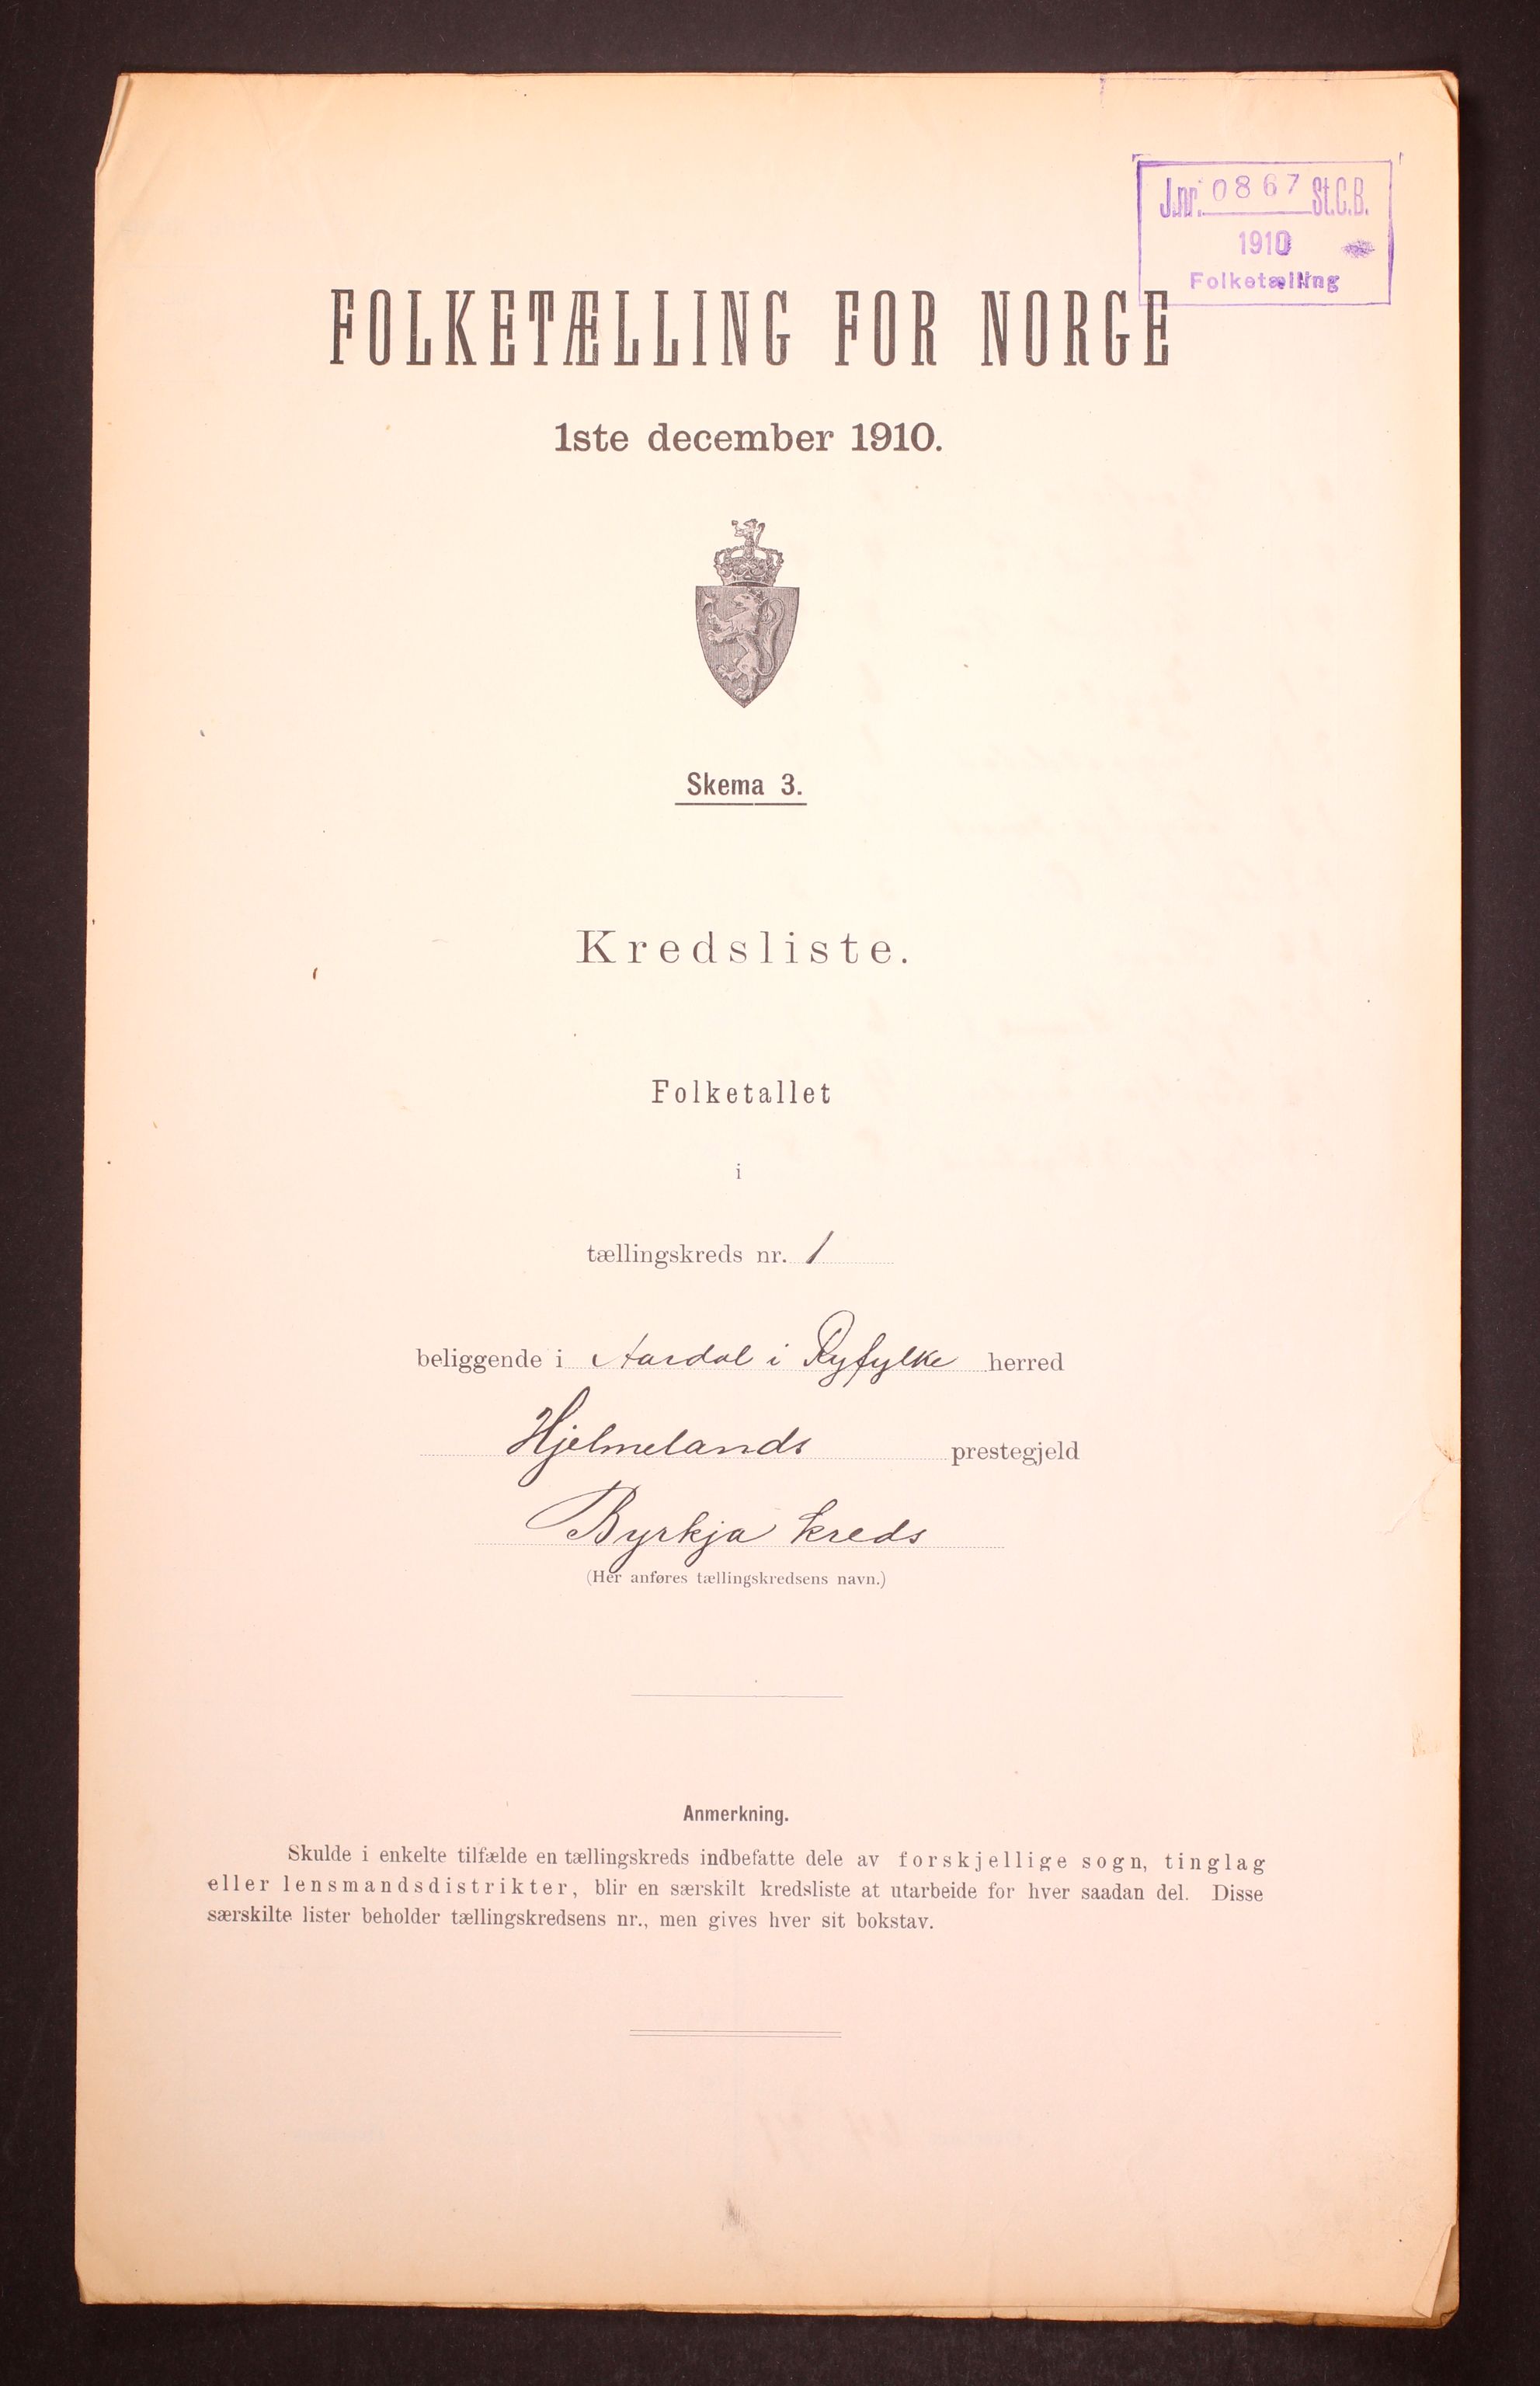 J.nr. 0867 St.C.B.
1910
Folketælling
FOLKETÆLLING FOR NORGE
1ste december 1910.
Skema 3.
Kredsliste.
Folketallet
i
tællingskreds nr. 1
beliggende i Aardal i Ryfylke herred
Hjelmelands prestegjeld
Byrkja kreds
(Her anføres tællingskredsens navn.)
Anmerkning.
Skulde i enkelte tilfælde en tællingskreds indbefatte dele av forskjellige sogn, tinglag
eller lensmandsdistrikter, blir en særskilt kredsliste at utarbeide for hver saadan del. Disse
særskilte lister beholder tællingskredsens nr., men gives hver sit bokstav.